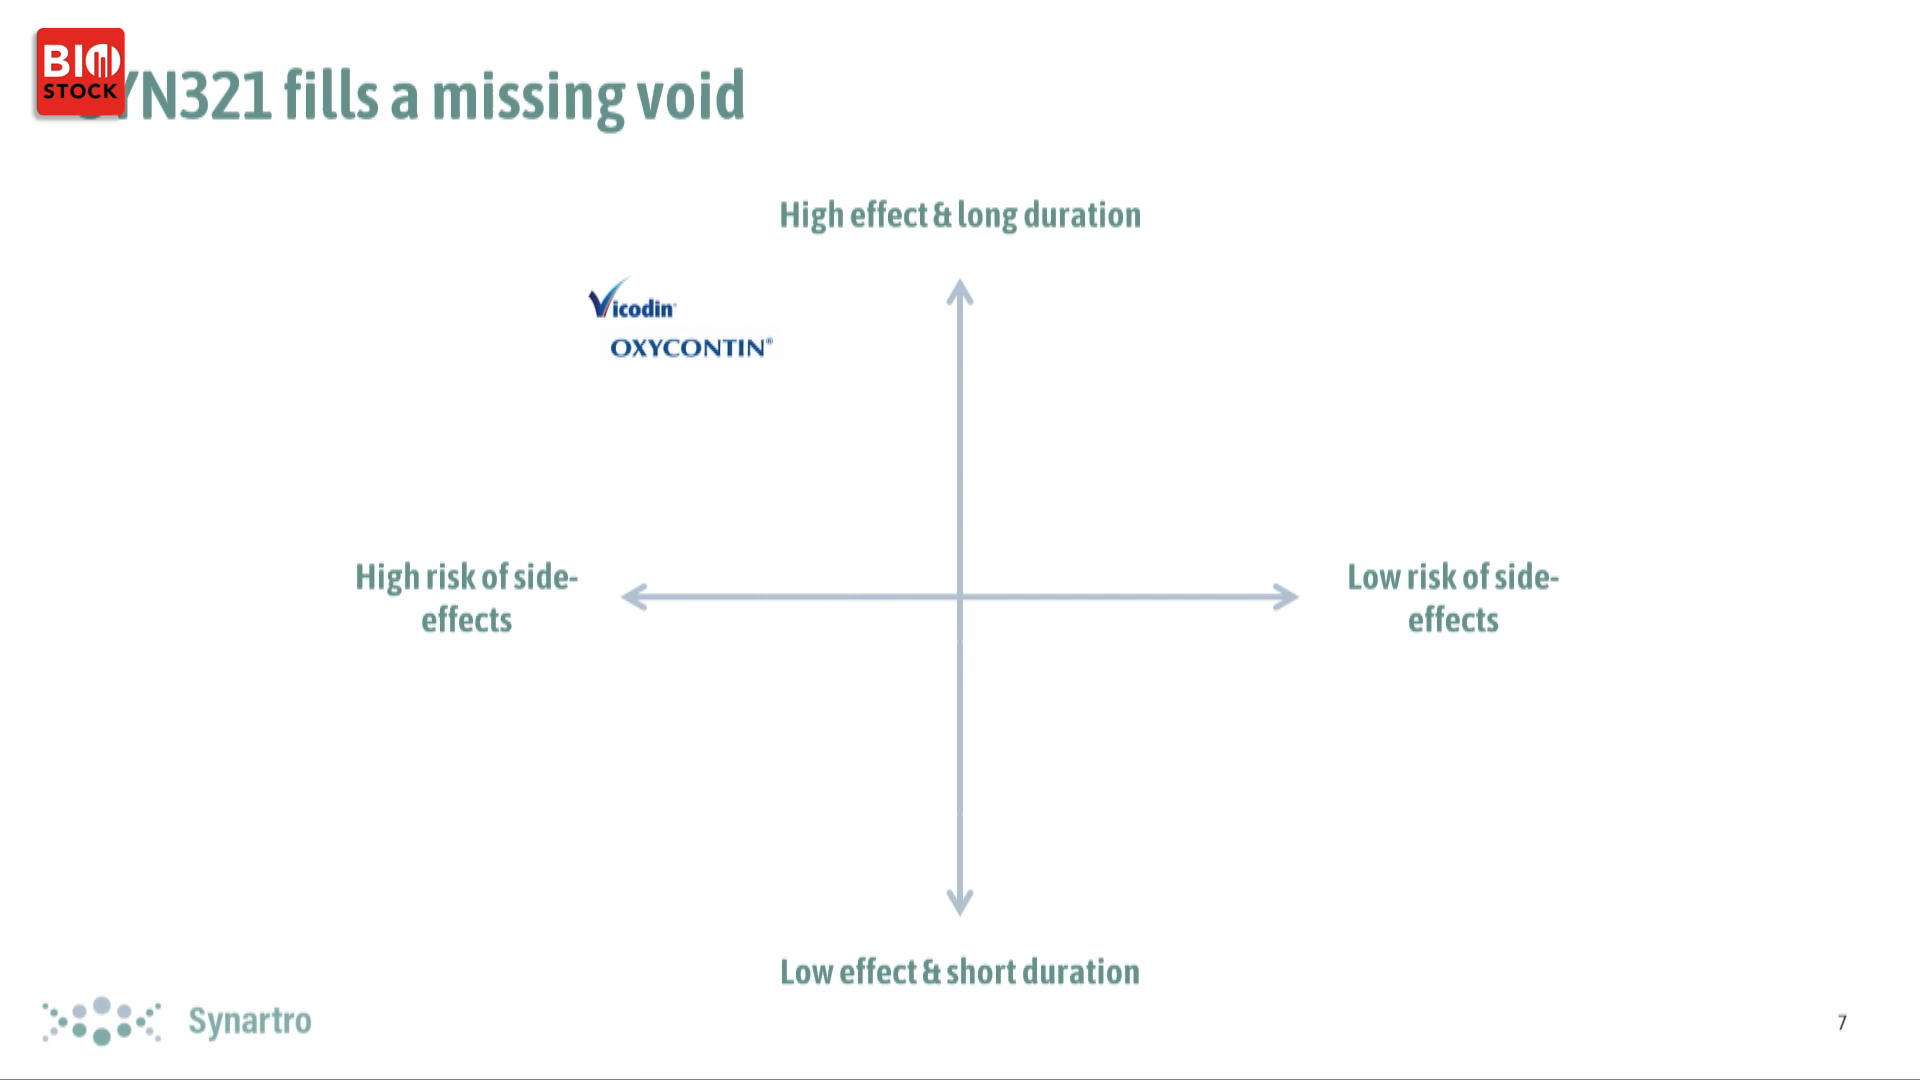 BIO
STOCK
YN321 fills a missing void
High effect & long duration
Vicodin
OXYCONTIN®
High risk of side-
effects
Low risk of side-
effects
Low effect & short duration
Synartro
7